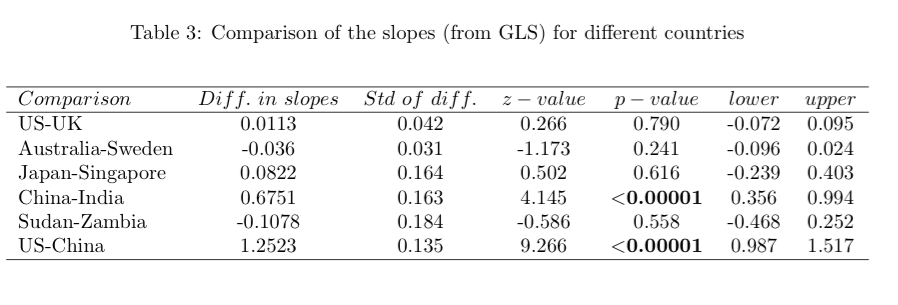 Table 3: Comparison of the slopes (from GLS) for different countries
Comparison Diff. in slopes Std of diff. z − value p − value lower upper
US-UK 0.0113 0.042 0.266 0.790 -0.072 0.095
Australia-Sweden -0.036 0.031 -1.173 0.241 -0.096 0.024
Japan-Singapore 0.0822 0.164 0.502 0.616 -0.239 0.403
China-India 0.6751 0.163 4.145 <0.00001 0.356 0.994
Sudan-Zambia -0.1078 0.184 -0.586 0.558 -0.468 0.252
US-China 1.2523 0.135 9.266 <0.00001 0.987 1.517